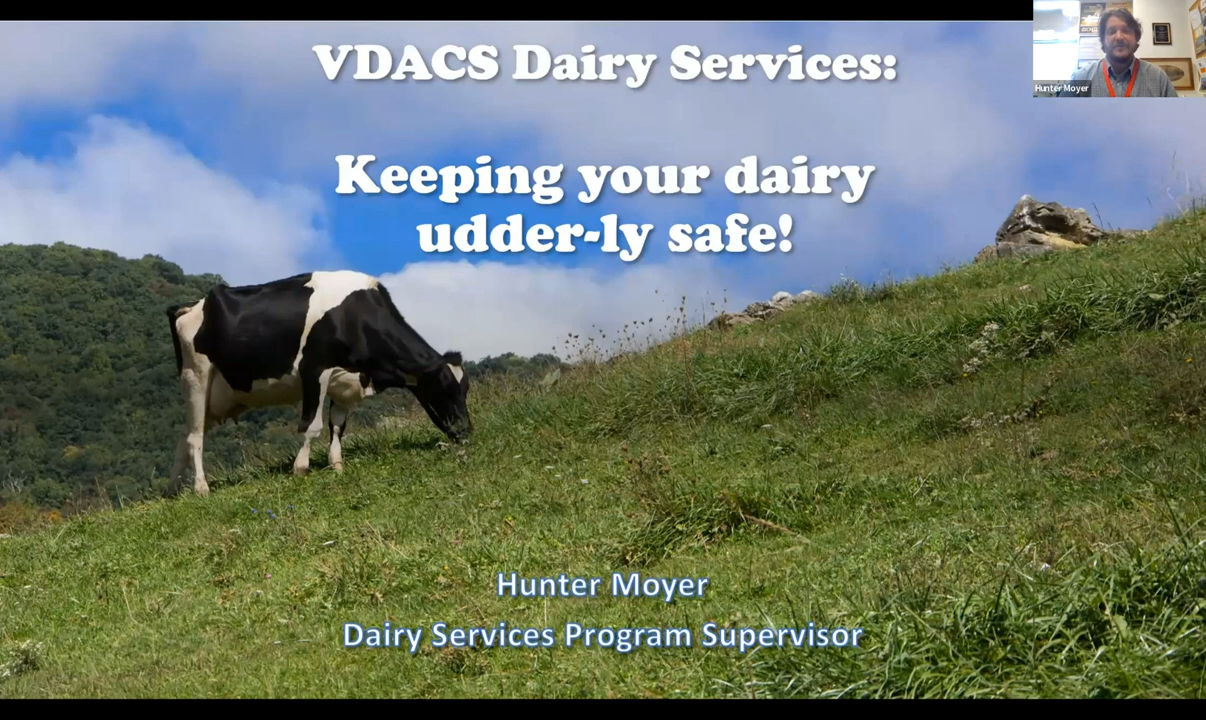 VDACS Dairy Services:
Keeping your dairy
udder-ly safe!
Hunter Moyer
Hunter Moyer
Dairy Services Program Supervisor